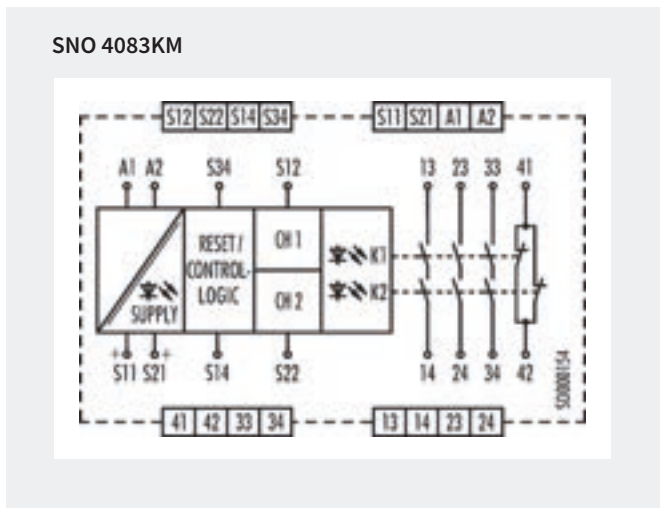 SNO 4083KM
S12 S22 S14 S34 S11 S21 A1 A2
A1 A2 S34 S12 13 23 33 41
RESET/
CONTROL-
LOGIC
CH 1
CH 2
K1
K2
SUPPLY
+ +
S11 S21 S14 S22 14 24 34 42
SO000154
41 42 33 34 13 14 23 24